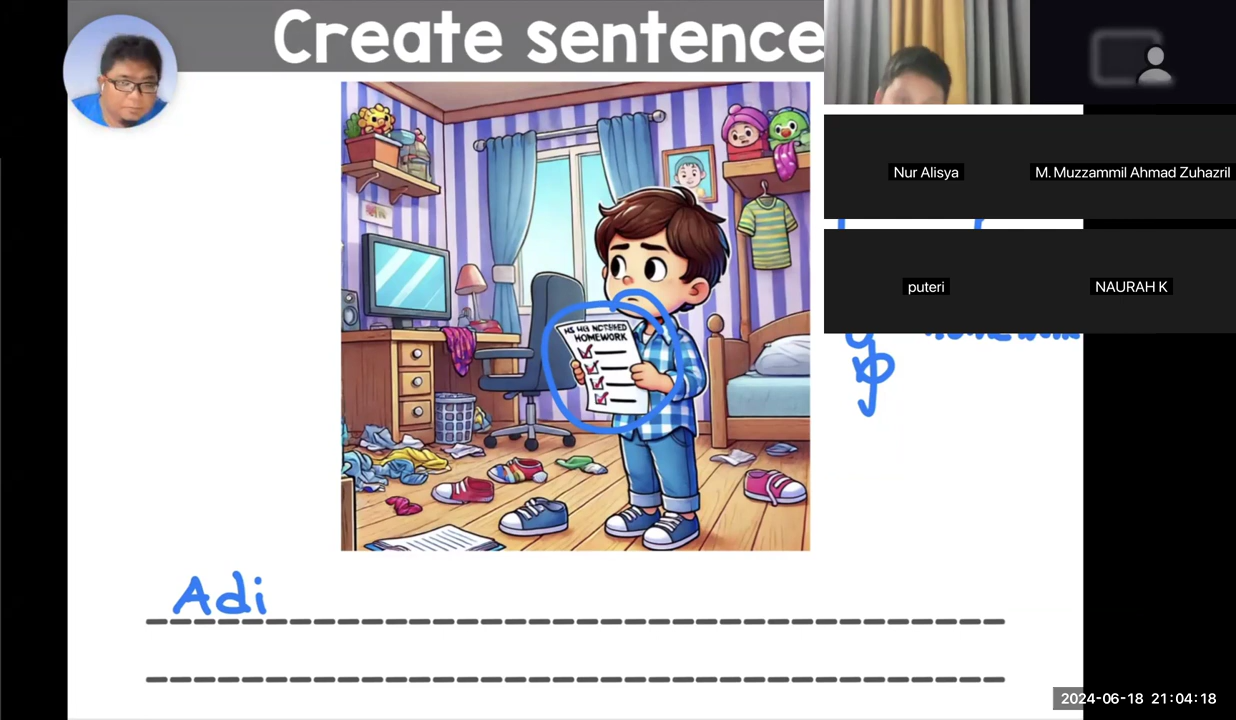 Create sentence
Nur Alisya
M. Muzzammil Ahmad Zuhazril
puteri
NAURAH K
HOMEWORK
Adi
2024-06-18 21:04:18